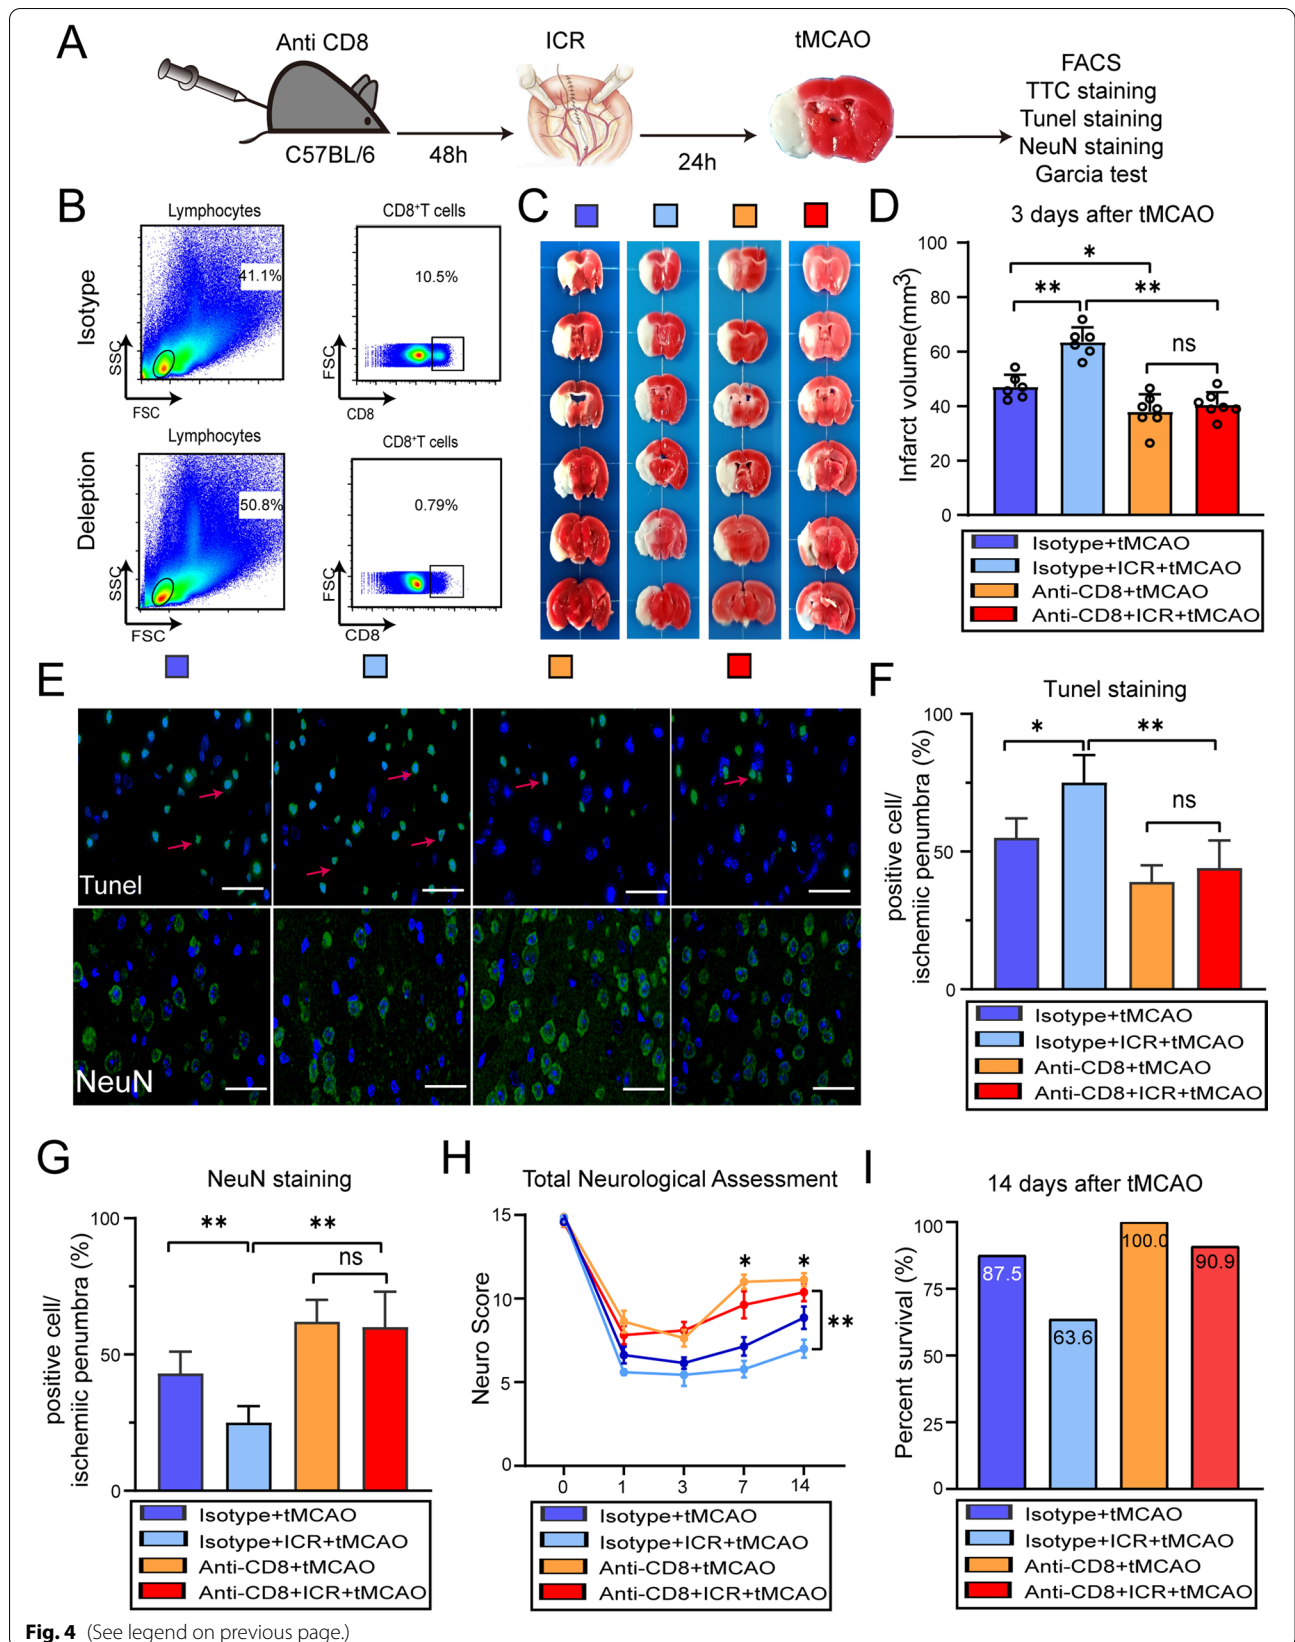 A
Anti CD8
C57BL/6
48h
ICR
24h
tMCAO
FACS
TTC staining
Tunel staining
NeuN staining
Garcia test
B
Isotype
Lymphocytes
41.1%
SSC
FSC
CD8+T cells
10.5%
FSC
CD8
Deleption
Lymphocytes
50.8%
SSC
FSC
CD8+T cells
0.79%
FSC
CD8
C
D
3 days after tMCAO
Infarct volume(mm3)
100
80
60
40
20
0
*
**
**
ns
Isotype+tMCAO
Isotype+ICR+tMCAO
Anti-CD8+tMCAO
Anti-CD8+ICR+tMCAO
E
Tunel
NeuN
F
Tunel staining
positive cell/
ischemiic penumbra (%)
100
50
0
*
**
ns
Isotype+tMCAO
Isotype+ICR+tMCAO
Anti-CD8+tMCAO
Anti-CD8+ICR+tMCAO
G
NeuN staining
positive cell/
ischemiic penumbra (%)
100
50
0
**
**
ns
Isotype+tMCAO
Isotype+ICR+tMCAO
Anti-CD8+tMCAO
Anti-CD8+ICR+tMCAO
H
Total Neurological Assessment
Neuro Score
15
10
5
0
0 1 3 7 14
*
*
**
Isotype+tMCAO
Isotype+ICR+tMCAO
Anti-CD8+tMCAO
Anti-CD8+ICR+tMCAO
I
14 days after tMCAO
Percent survival (%)
100
75
50
25
0
87.5
63.6
100.0
90.9
Isotype+tMCAO
Isotype+ICR+tMCAO
Anti-CD8+tMCAO
Anti-CD8+ICR+tMCAO
Fig. 4 (See legend on previous page.)